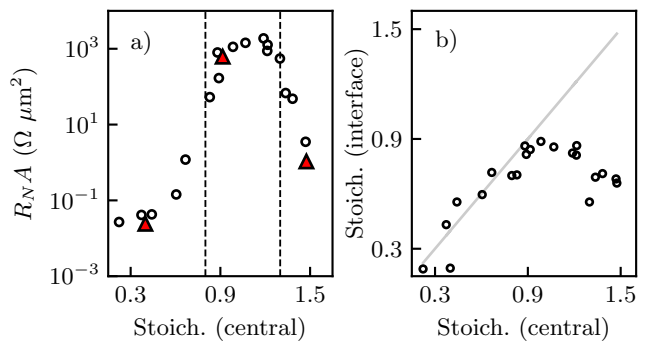 a)
10³
10¹
10⁻¹
10⁻³
R_N A (Ω μm²)
0.3 0.9 1.5
Stoich. (central)
b)
1.5
0.9
0.3
Stoich. (interface)
0.3 0.9 1.5
Stoich. (central)